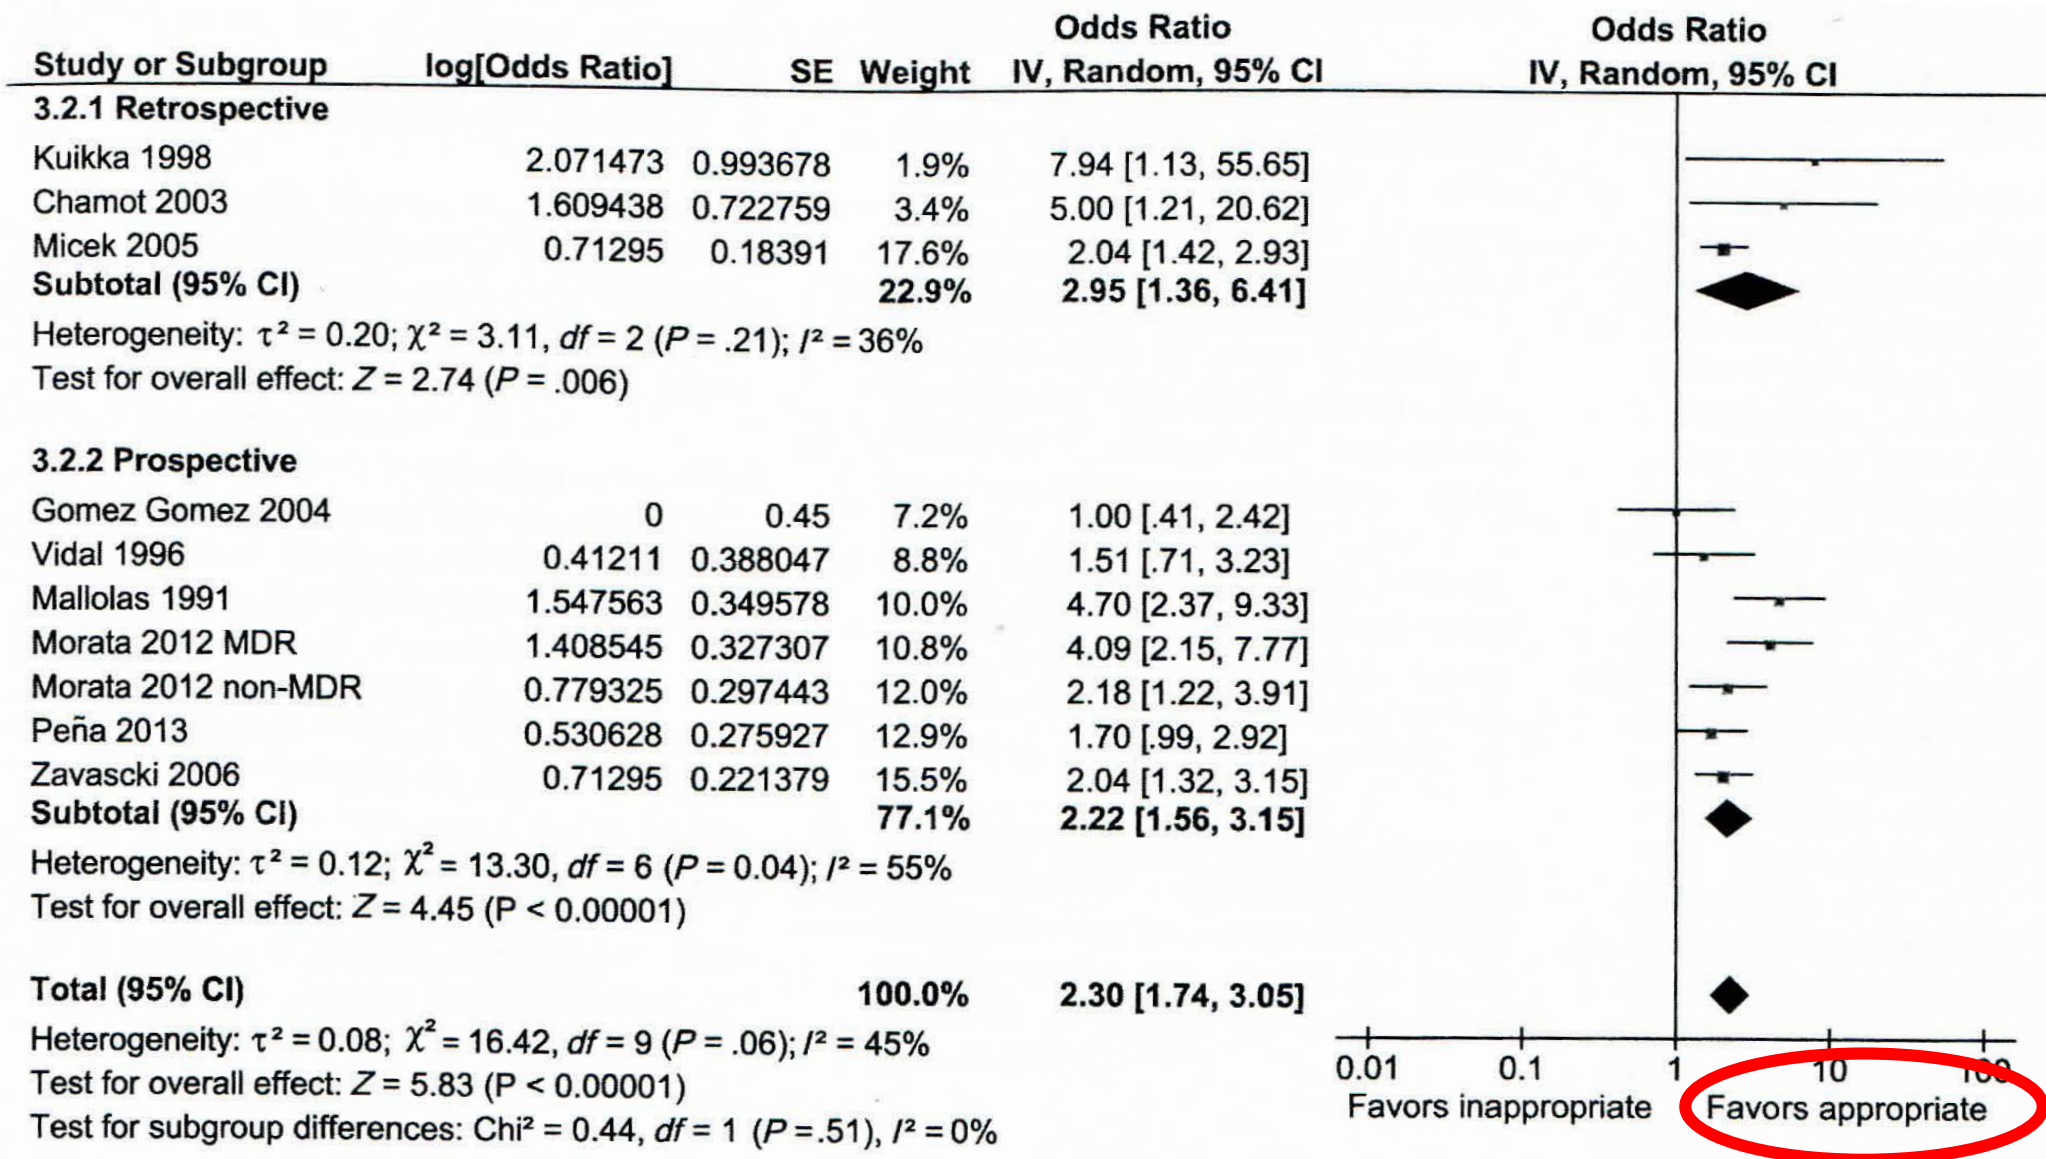 Odds Ratio Odds Ratio
Study or Subgroup log[Odds Ratio] SE Weight IV, Random, 95% CI IV, Random, 95% CI
3.2.1 Retrospective
Kuikka 1998 2.071473 0.993678 1.9% 7.94 [1.13, 55.65]
Chamot 2003 1.609438 0.722759 3.4% 5.00 [1.21, 20.62]
Micek 2005 0.71295 0.18391 17.6% 2.04 [1.42, 2.93]
Subtotal (95% CI) 22.9% 2.95 [1.36, 6.41]
Heterogeneity: τ² = 0.20; χ² = 3.11, df = 2 (P = .21); I² = 36%
Test for overall effect: Z = 2.74 (P = .006)
3.2.2 Prospective
Gomez Gomez 2004 0 0.45 7.2% 1.00 [.41, 2.42]
Vidal 1996 0.41211 0.388047 8.8% 1.51 [.71, 3.23]
Mallolas 1991 1.547563 0.349578 10.0% 4.70 [2.37, 9.33]
Morata 2012 MDR 1.408545 0.327307 10.8% 4.09 [2.15, 7.77]
Morata 2012 non-MDR 0.779325 0.297443 12.0% 2.18 [1.22, 3.91]
Peña 2013 0.530628 0.275927 12.9% 1.70 [.99, 2.92]
Zavascki 2006 0.71295 0.221379 15.5% 2.04 [1.32, 3.15]
Subtotal (95% CI) 77.1% 2.22 [1.56, 3.15]
Heterogeneity: τ² = 0.12; χ² = 13.30, df = 6 (P = 0.04); I² = 55%
Test for overall effect: Z = 4.45 (P < 0.00001)
Total (95% CI) 100.0% 2.30 [1.74, 3.05]
Heterogeneity: τ² = 0.08; χ² = 16.42, df = 9 (P = .06); I² = 45%
Test for overall effect: Z = 5.83 (P < 0.00001)
Test for subgroup differences: Chi² = 0.44, df = 1 (P =.51), I² = 0%
0.01 0.1 1 10 100
Favors inappropriate Favors appropriate